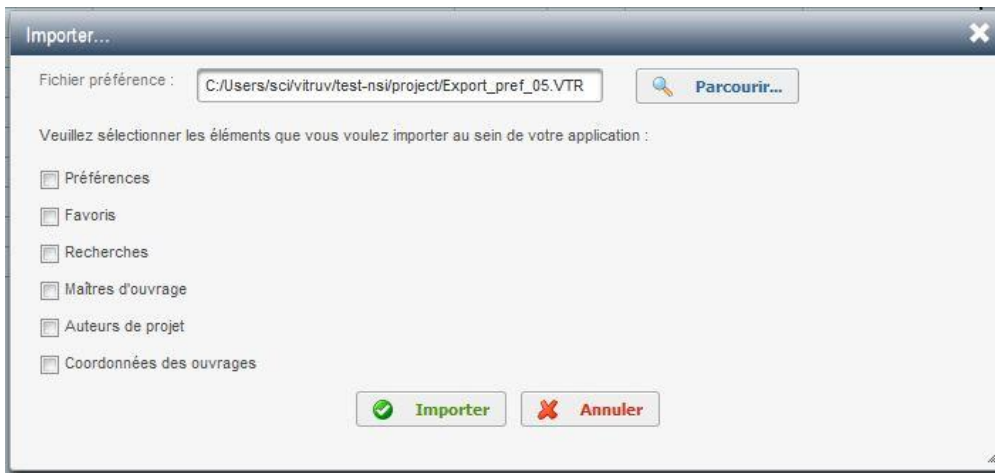 Importer...
Fichier préférence : C:/Users/sci/vitruv/test-nsi/project/Export_pref_05.VTR Parcourir...
Veuillez sélectionner les éléments que vous voulez importer au sein de votre application :
Préférences
Favoris
Recherches
Maîtres d'ouvrage
Auteurs de projet
Coordonnées des ouvrages
Importer Annuler